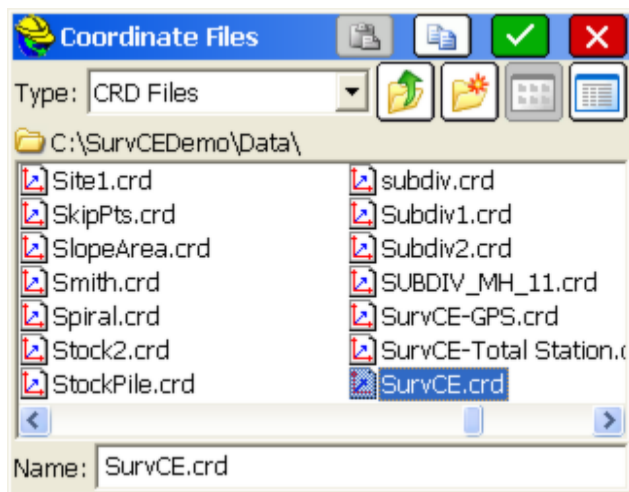 Coordinate Files
Type: CRD Files
C:\SurvCEDemo\Data\
Site1.crd
SkipPts.crd
SlopeArea.crd
Smith.crd
Spiral.crd
Stock2.crd
StockPile.crd
subdiv.crd
Subdiv1.crd
Subdiv2.crd
SUBDIV_MH_11.crd
SurvCE-GPS.crd
SurvCE-Total Station.c
SurvCE.crd
Name: SurvCE.crd